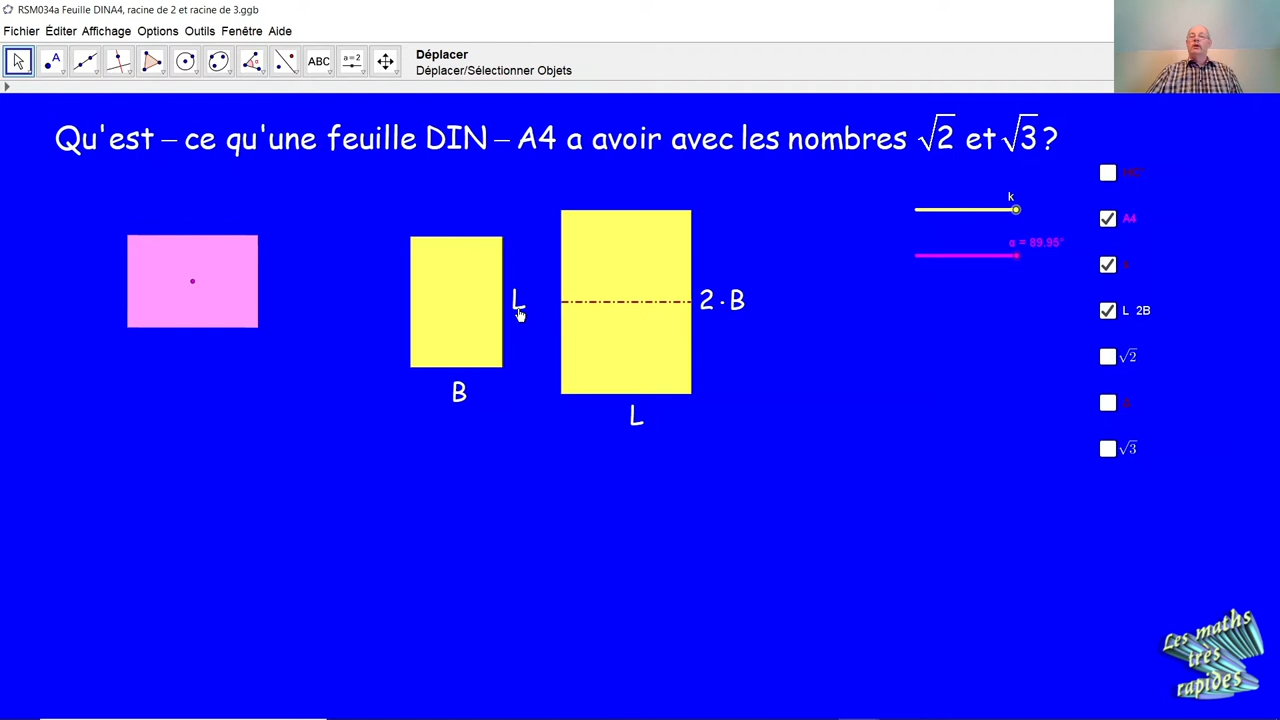 RSM034a Feuille DINA4, racine de 2 et racine de 3.ggb
Fichier Éditer Affichage Options Outils Fenêtre Aide
A ABC a=2
Déplacer
Déplacer/Sélectionner Objets
Qu'est – ce qu'une feuille DIN – A4 a avoir avec les nombres √2 et √3 ?
k
α = 89.95°
A4
L 2B
√2
√3
L
2 · B
B
L
Les maths
très
rapides